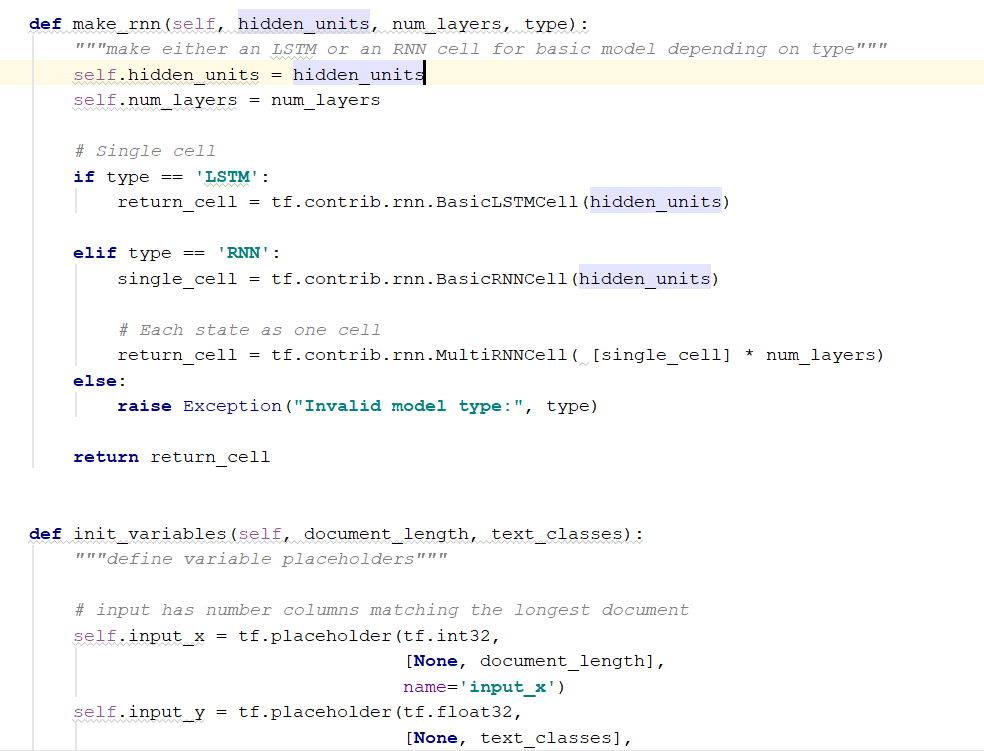 def make_rnn(self, hidden_units, num_layers, type):
    """make either an LSTM or an RNN cell for basic model depending on type"""
    self.hidden_units = hidden_units
    self.num_layers = num_layers
    # Single cell
    if type == 'LSTM':
        return_cell = tf.contrib.rnn.BasicLSTMCell(hidden_units)
    elif type == 'RNN':
        single_cell = tf.contrib.rnn.BasicRNNCell(hidden_units)
        # Each state as one cell
        return_cell = tf.contrib.rnn.MultiRNNCell( [single_cell] * num_layers)
    else:
        raise Exception("Invalid model type:", type)
    return return_cell
def init_variables(self, document_length, text_classes):
    """define variable placeholders"""
    # input has number columns matching the longest document
    self.input_x = tf.placeholder(tf.int32,
                                  [None, document_length],
                                  name='input_x')
    self.input_y = tf.placeholder(tf.float32,
                                  [None, text_classes],